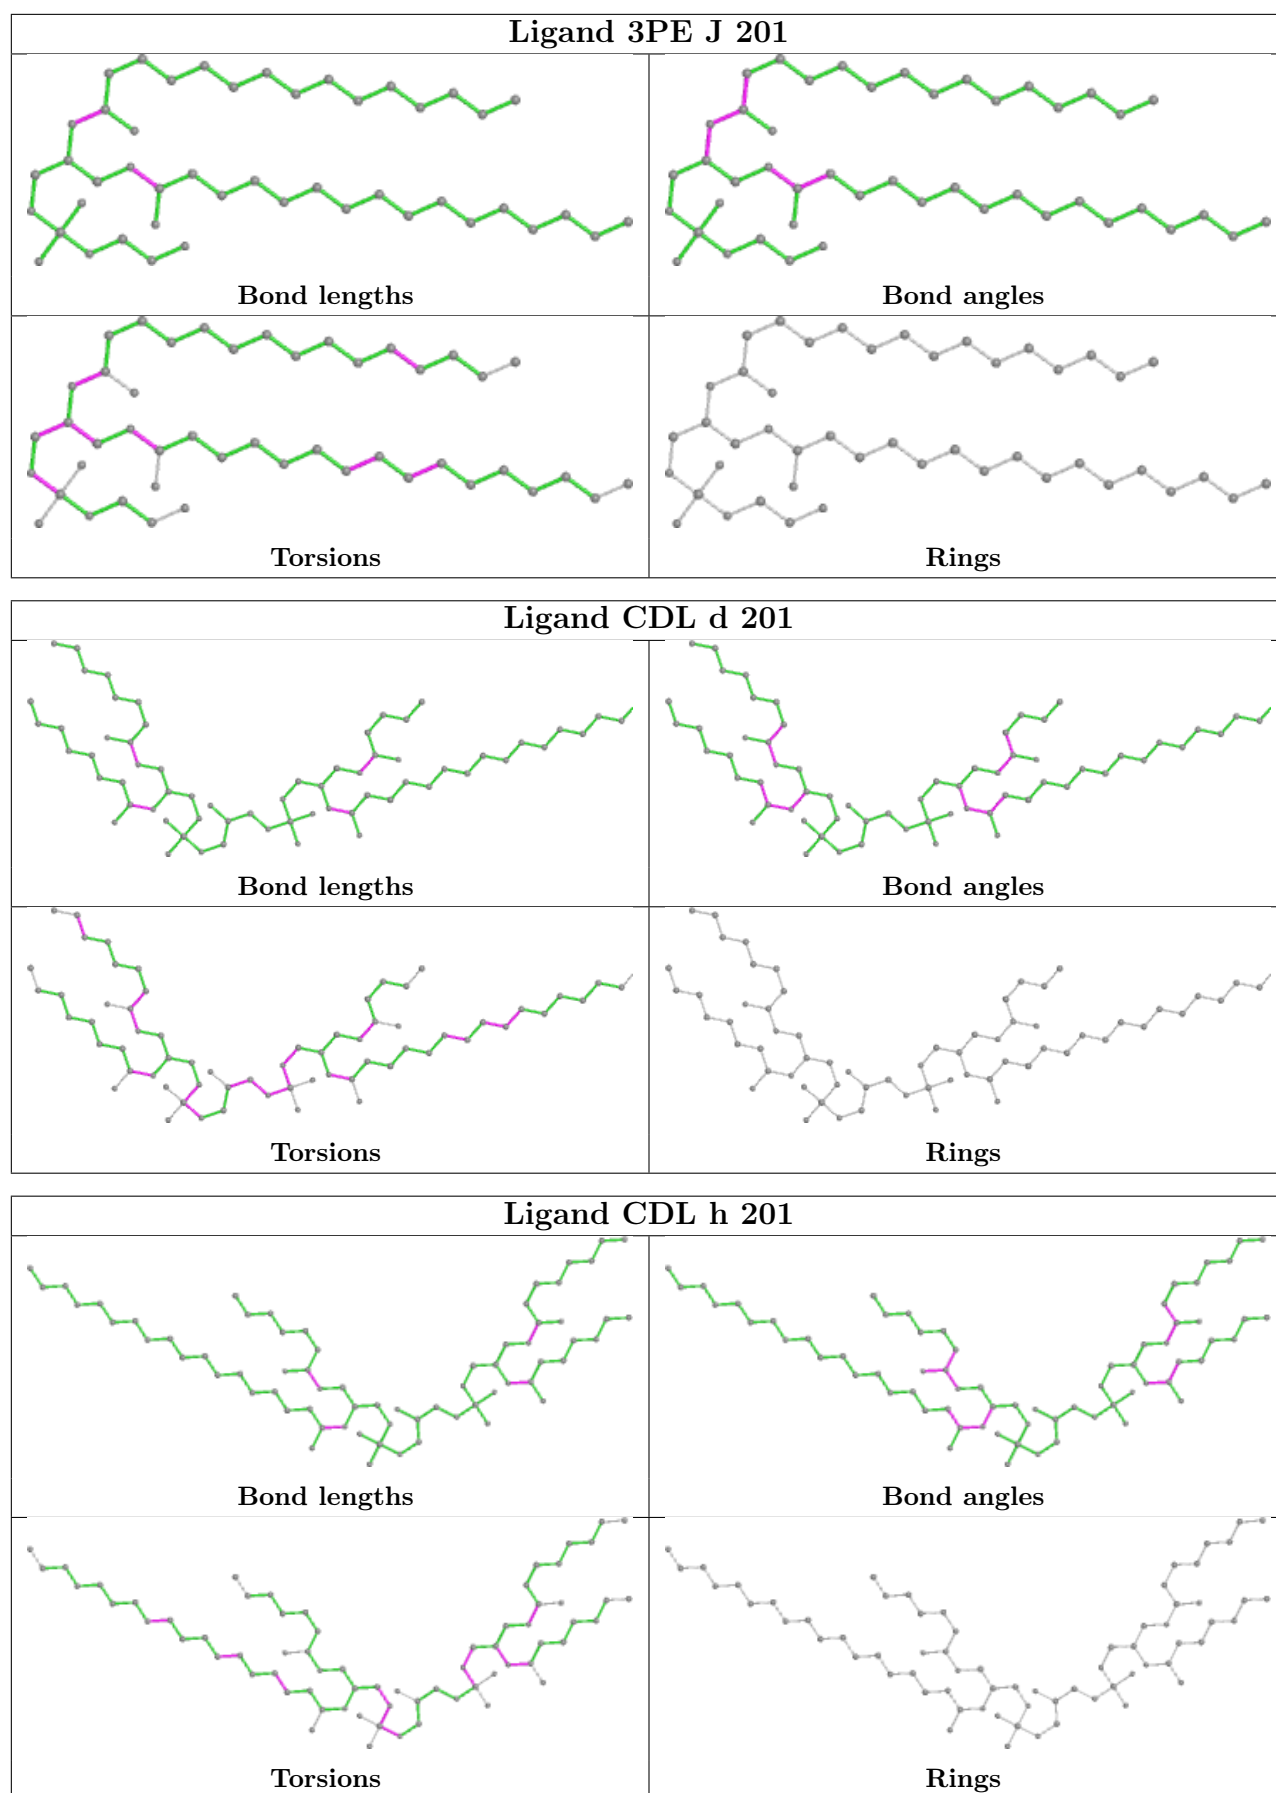 Ligand 3PE J 201
Bond lengths
Bond angles
Torsions
Rings
Ligand CDL d 201
Bond lengths
Bond angles
Torsions
Rings
Ligand CDL h 201
Bond lengths
Bond angles
Torsions
Rings